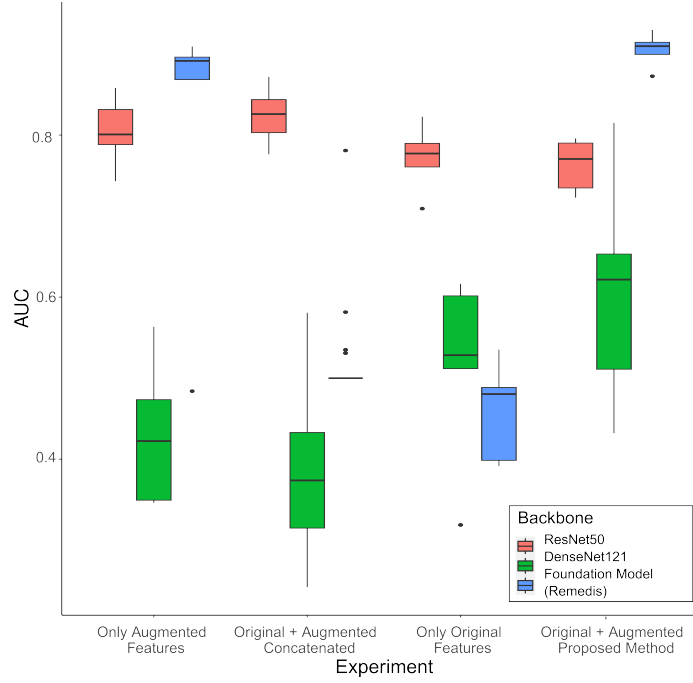 AUC
0.8
0.6
0.4
Backbone
ResNet50
DenseNet121
Foundation Model
(Remedis)
Only Augmented
Features
Original + Augmented
Concatenated
Only Original
Features
Original + Augmented
Proposed Method
Experiment